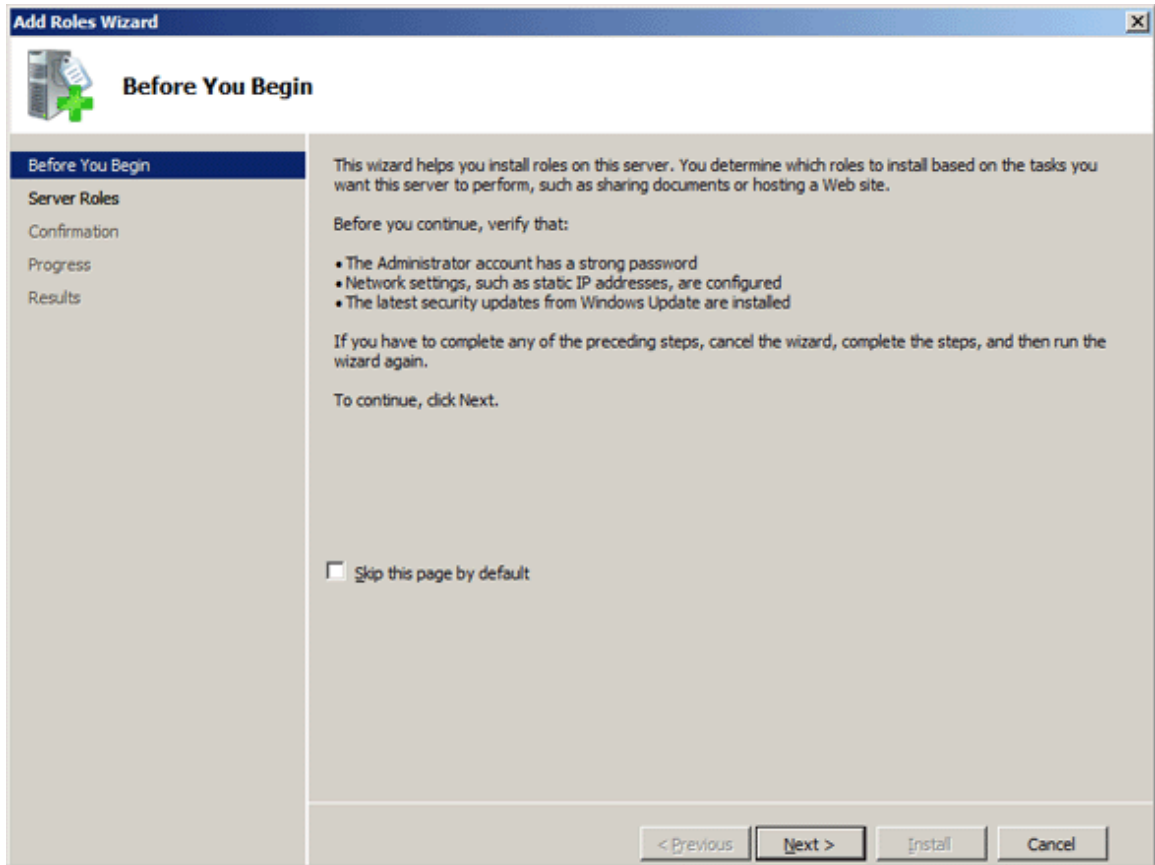 Add Roles Wizard
Before You Begin
Before You Begin
Server Roles
Confirmation
Progress
Results
This wizard helps you install roles on this server. You determine which roles to install based on the tasks you
want this server to perform, such as sharing documents or hosting a Web site.
Before you continue, verify that:
• The Administrator account has a strong password
• Network settings, such as static IP addresses, are configured
• The latest security updates from Windows Update are installed
If you have to complete any of the preceding steps, cancel the wizard, complete the steps, and then run the
wizard again.
To continue, click Next.
Skip this page by default
< Previous Next > Install Cancel